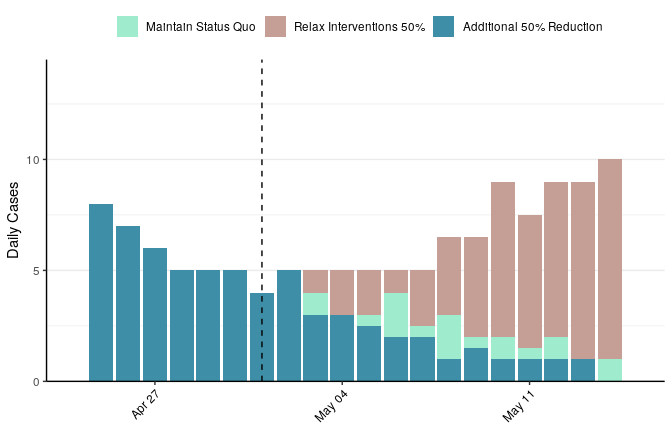 Maintain Status Quo Relax Interventions 50% Additional 50% Reduction
Daily Cases
10
5
0
Apr 27 May 04 May 11